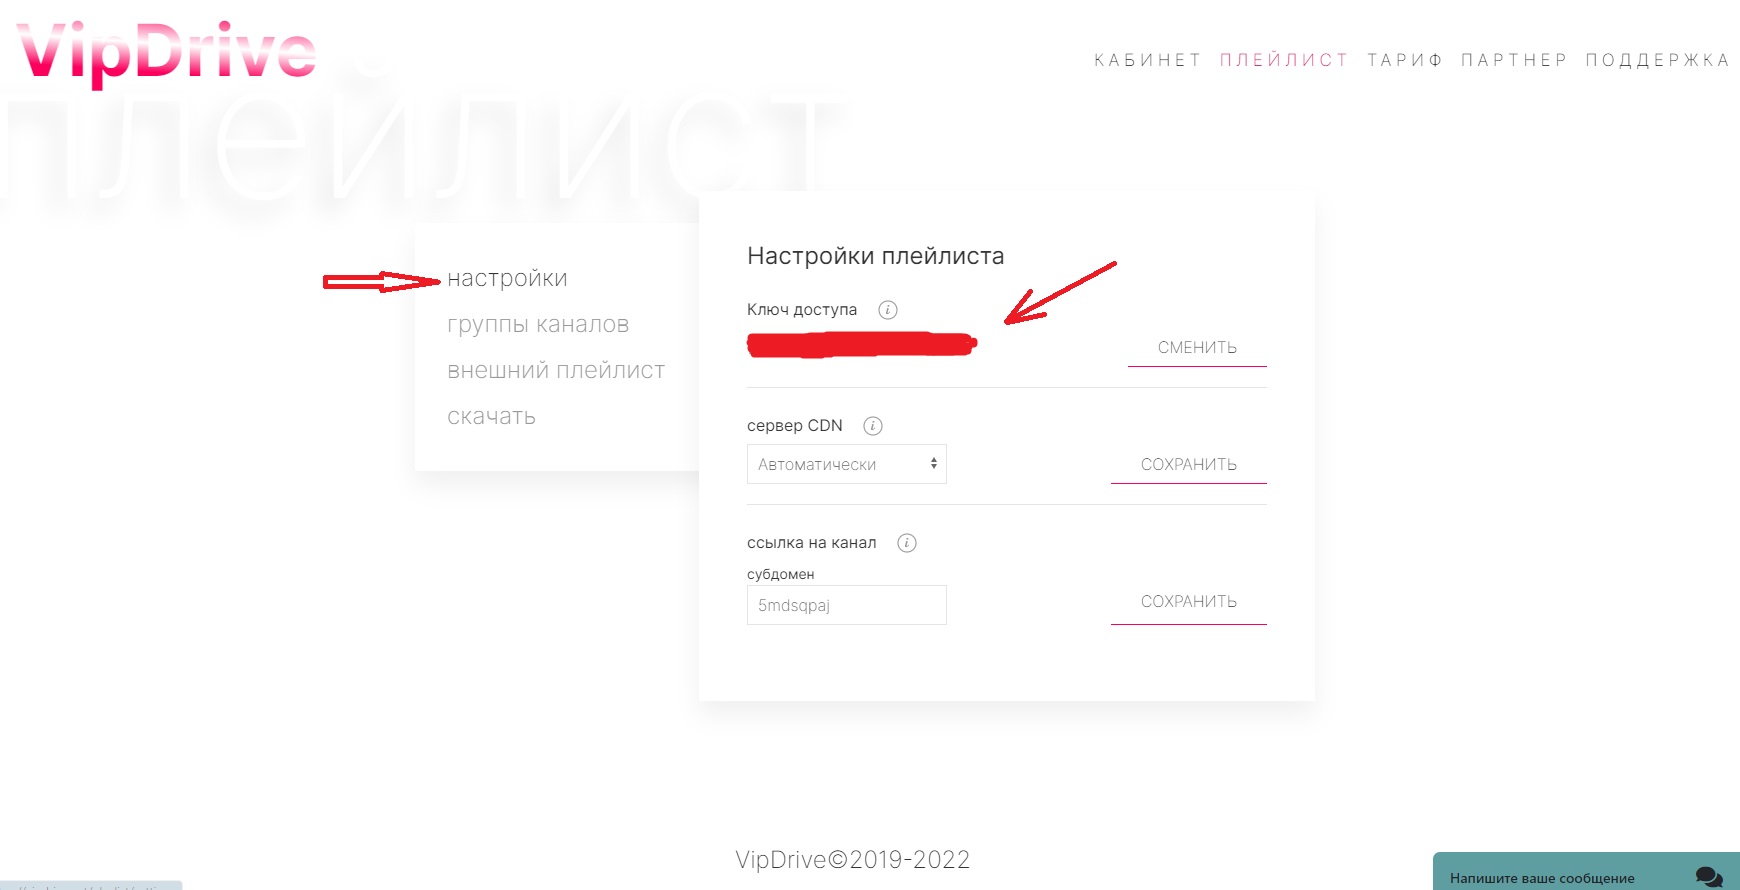 VipDrive
КАБИНЕТ ПЛЕЙЛИСТ ТАРИФ ПАРТНЕР ПОДДЕРЖКА
плейлист
настройки
группы каналов
внешний плейлист
скачать
Настройки плейлиста
Ключ доступа
СМЕНИТЬ
сервер CDN
Автоматически
СОХРАНИТЬ
ссылка на канал
субдомен
5mdsqpaj
СОХРАНИТЬ
VipDrive©2019-2022
Напишите ваше сообщение